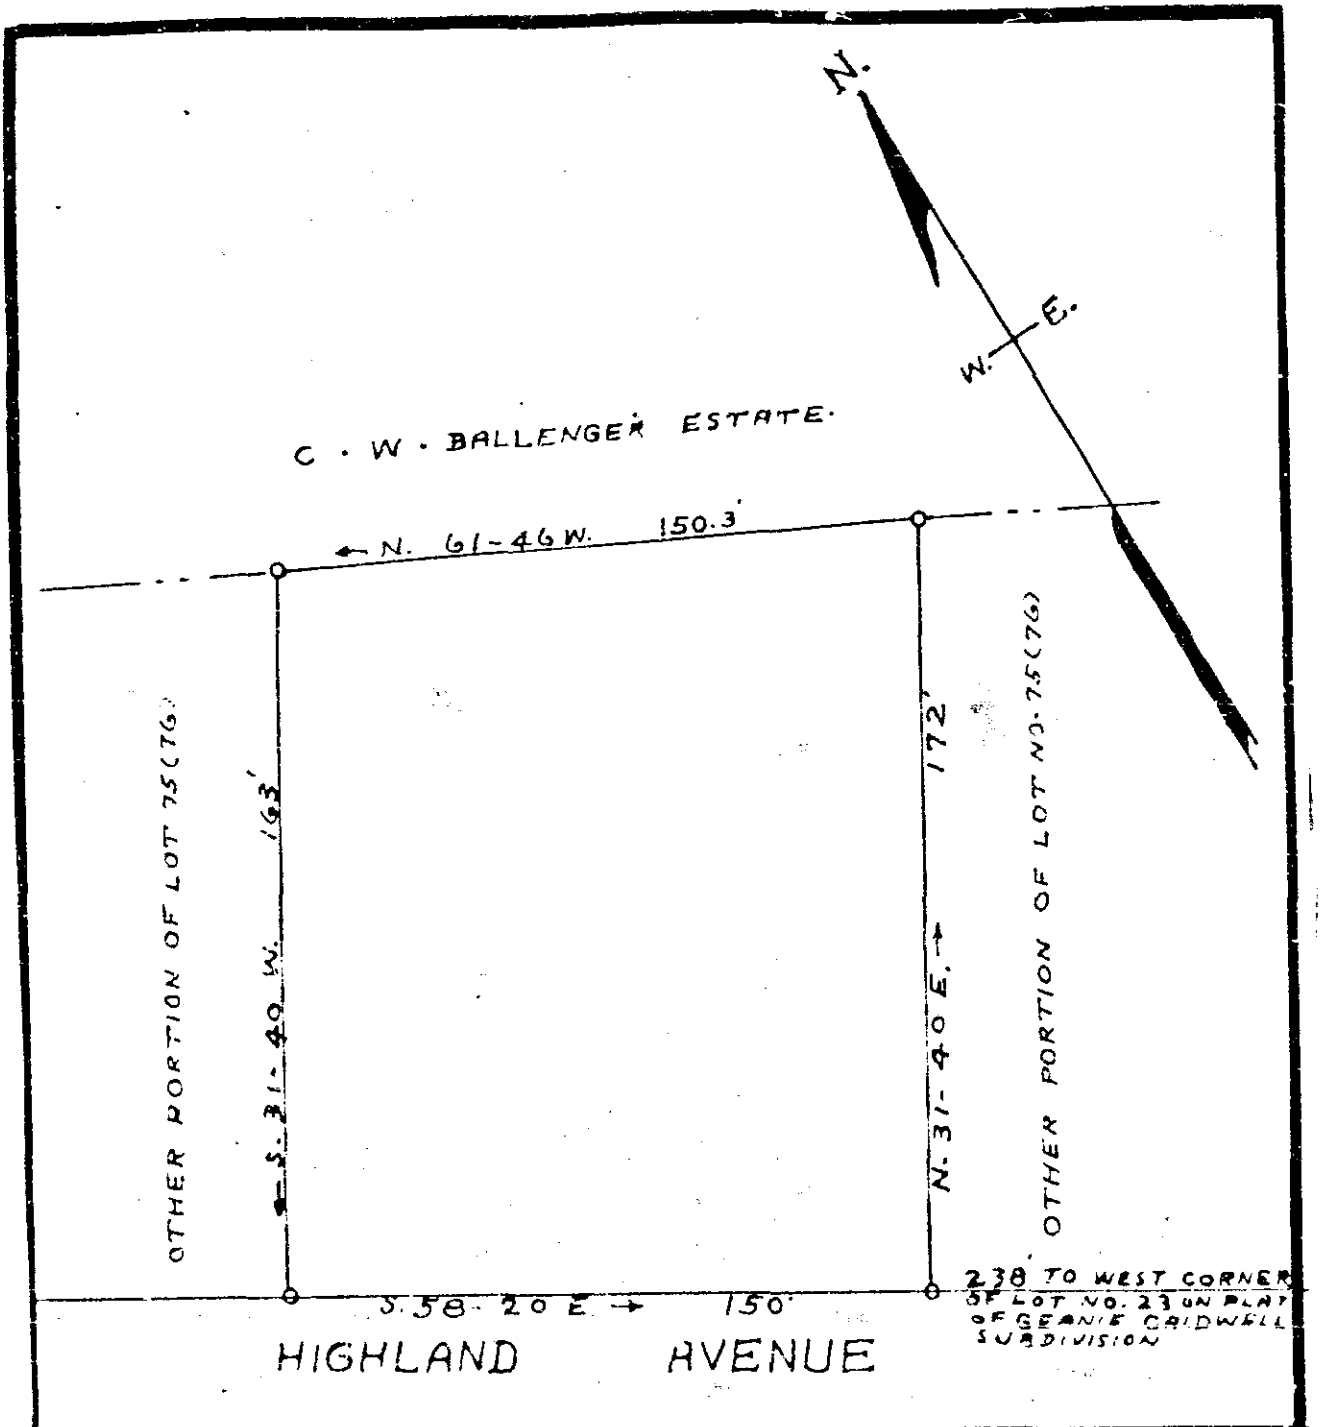 N.
E.
W.
C. W. BALLENGER ESTATE.
← N. 61-46 W. 150.3'
OTHER PORTION OF LOT 75(76)
← S. 31-40 W. 163'
N. 31-40 E. → 172'
OTHER PORTION OF LOT NO. 75(76)
S. 58-20 E → 150'
238' TO WEST CORNER
OF LOT NO. 23 ON PLAT
OF GEANIE CALDWELL
SUBDIVISION
HIGHLAND AVENUE